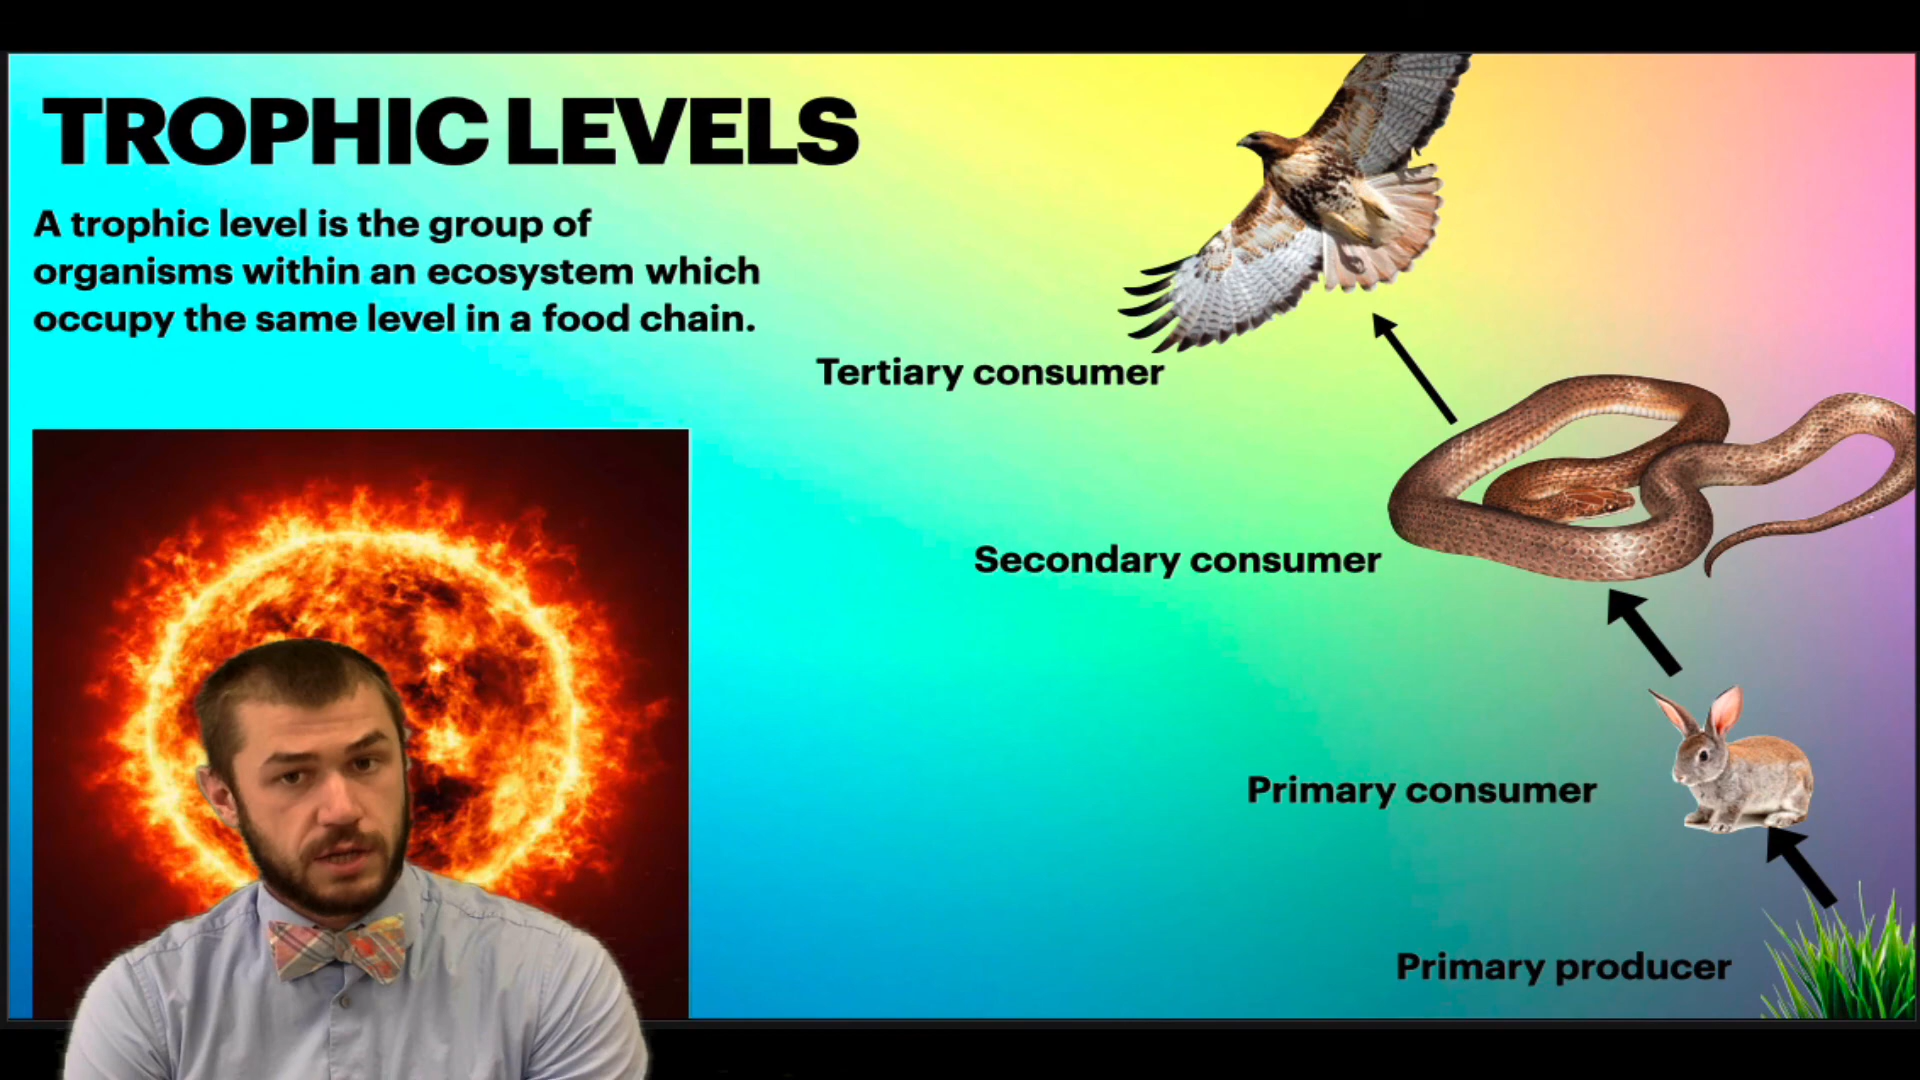 TROPHIC LEVELS
A trophic level is the group of
organisms within an ecosystem which
occupy the same level in a food chain.
Tertiary consumer
Secondary consumer
Primary consumer
Primary producer